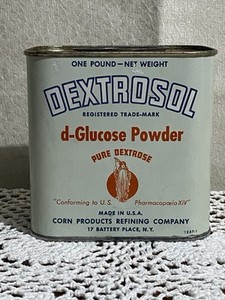 ONE POUND—NET WEIGHT
DEXTROSOL
REGISTERED TRADE-MARK
d-Glucose Powder
PURE DEXTROSE
"Conforming to U.S. Pharmacopœia XIV"
MADE IN U.S.A.
CORN PRODUCTS REFINING COMPANY
17 BATTERY PLACE, N.Y.